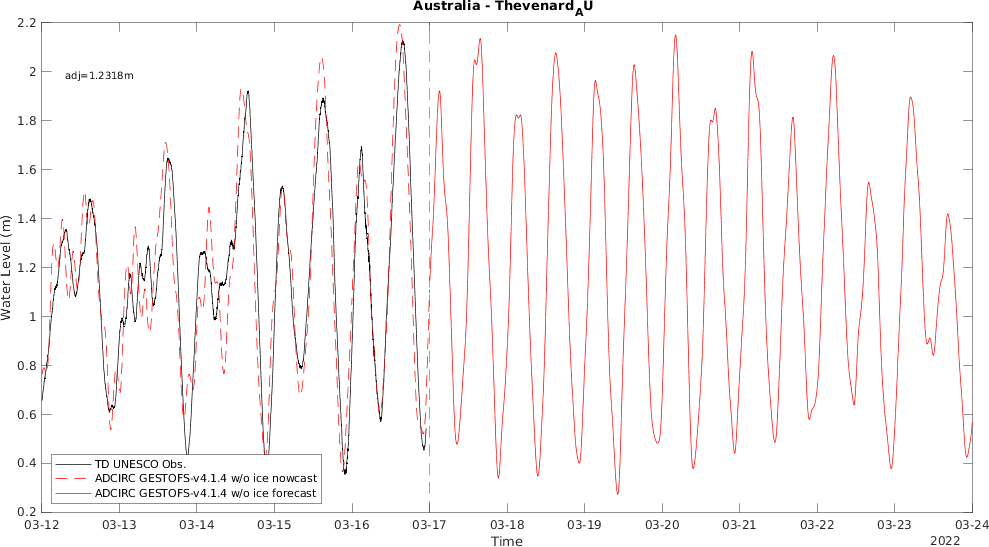 Australia - Thevenard_AU
adj=1.2318m
Water Level (m)
2.2
2
1.8
1.6
1.4
1.2
1
0.8
0.6
0.4
0.2
TD UNESCO Obs.
ADCIRC GESTOFS-v4.1.4 w/o ice nowcast
ADCIRC GESTOFS-v4.1.4 w/o ice forecast
03-12 03-13 03-14 03-15 03-16 03-17 03-18 03-19 03-20 03-21 03-22 03-23 03-24
Time
2022